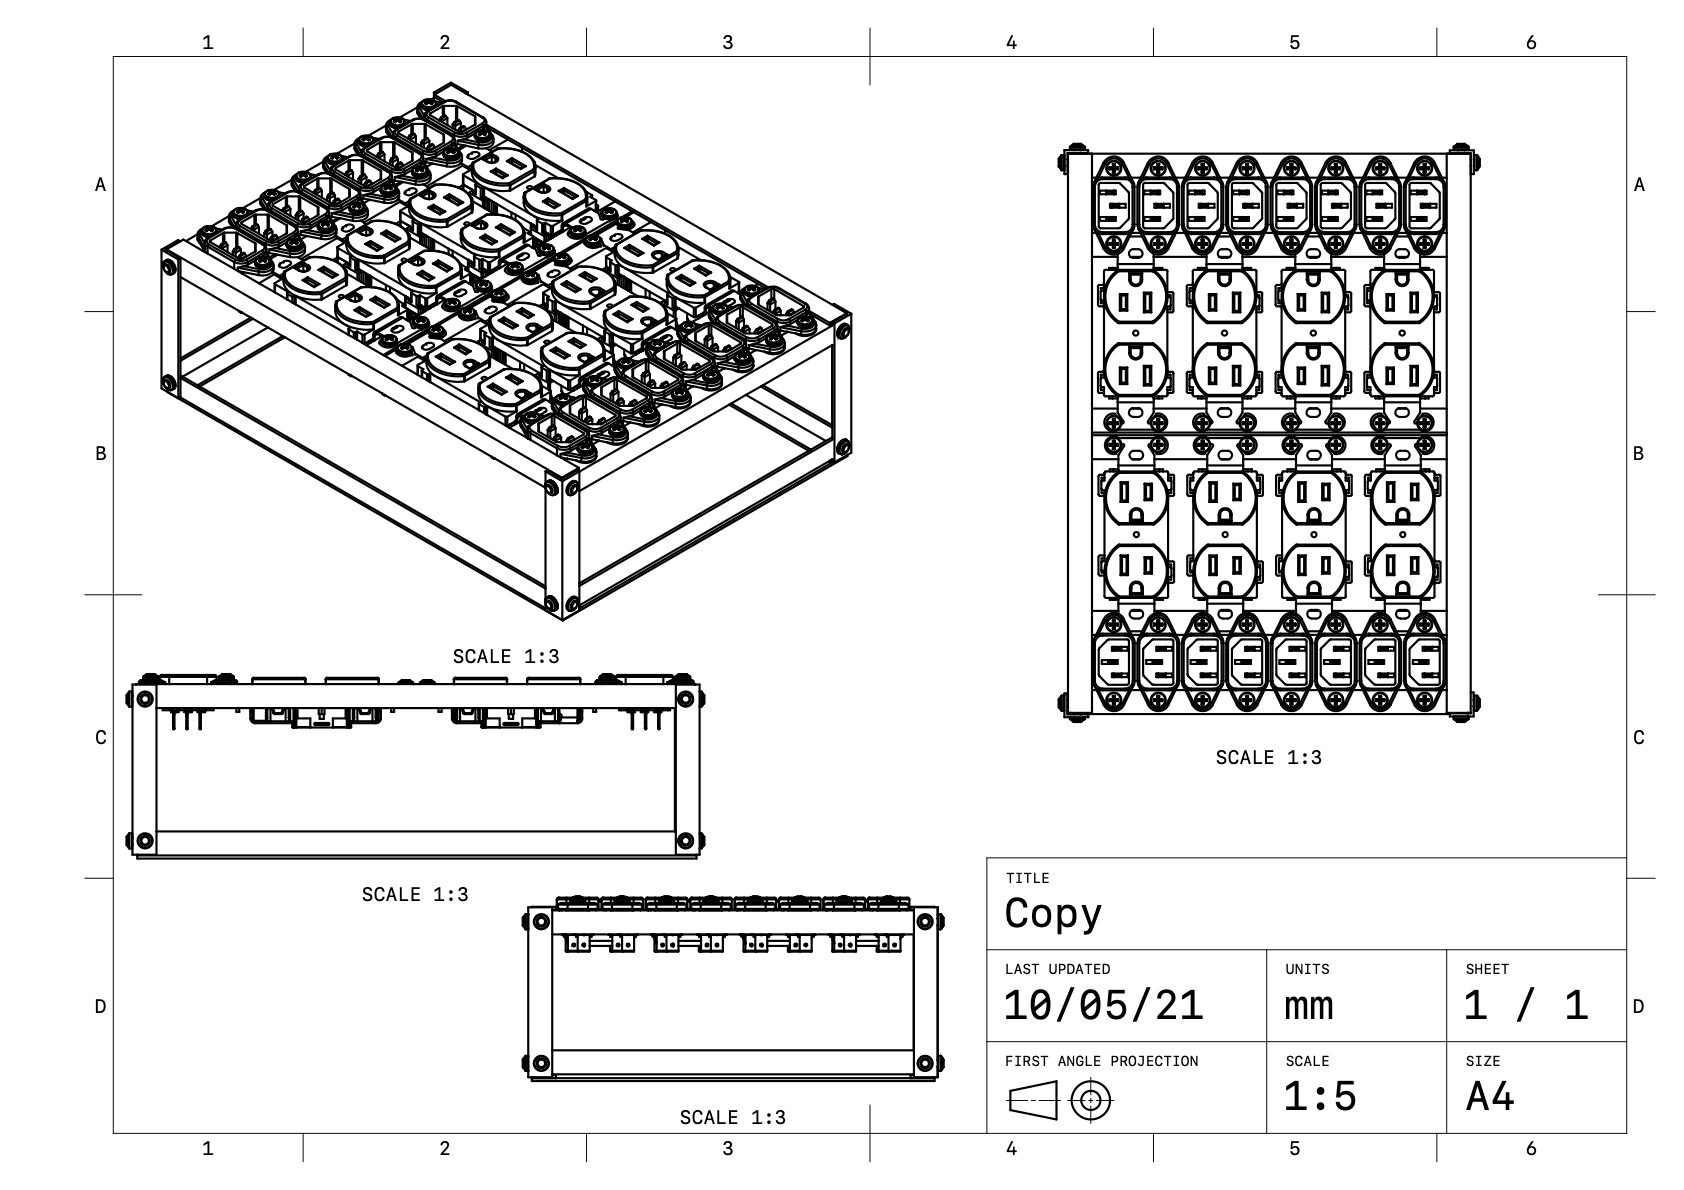 1 2 3 4 5 6
A A
B B
SCALE 1:3
C C
SCALE 1:3
TITLE
Copy
SCALE 1:3
LAST UPDATED UNITS SHEET
10/05/21 mm 1 / 1
D D
FIRST ANGLE PROJECTION SCALE SIZE
1:5 A4
SCALE 1:3
1 2 3 4 5 6